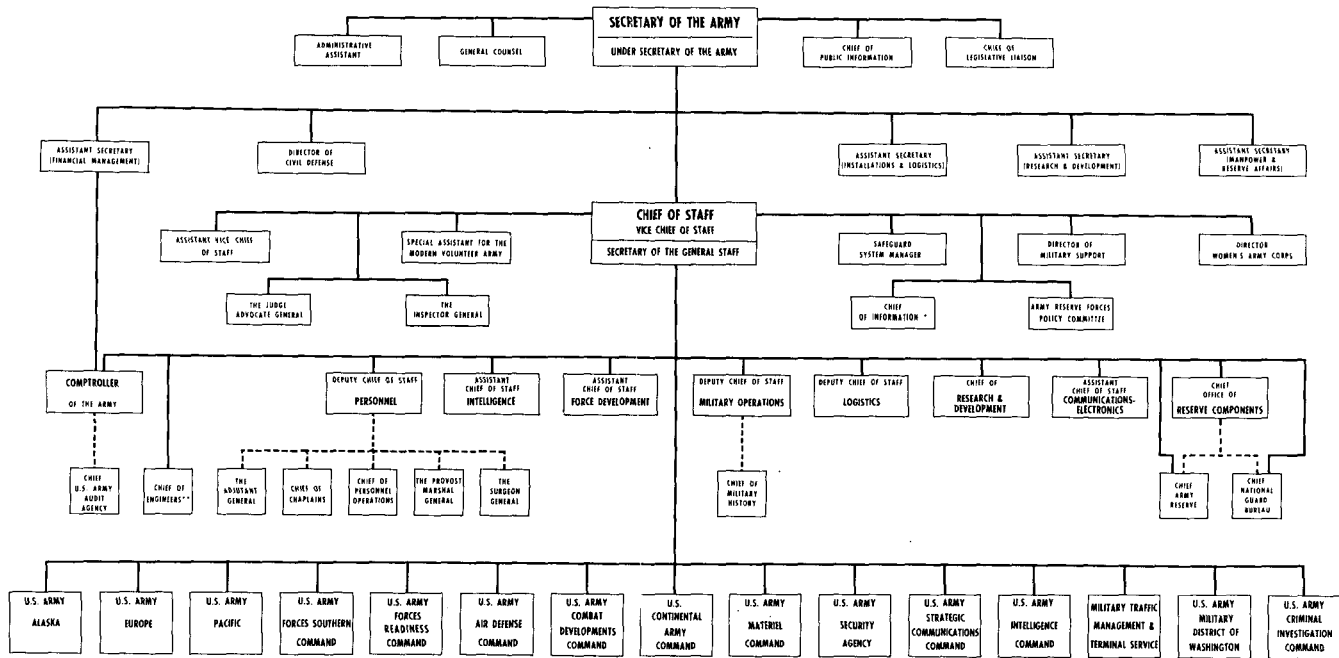 SECRETARY OF THE ARMY
UNDER SECRETARY OF THE ARMY
ADMINISTRATIVE
ASSISTANT
GENERAL COUNSEL
CHIEF OF
PUBLIC INFORMATION
CHIEF OF
LEGISLATIVE LIAISON
ASSISTANT SECRETARY
(FINANCIAL MANAGEMENT)
DIRECTOR OF
CIVIL DEFENSE
ASSISTANT SECRETARY
(INSTALLATIONS & LOGISTICS)
ASSISTANT SECRETARY
(RESEARCH & DEVELOPMENT)
ASSISTANT SECRETARY
(MANPOWER &
RESERVE AFFAIRS)
CHIEF OF STAFF
VICE CHIEF OF STAFF
SECRETARY OF THE GENERAL STAFF
ASSISTANT VICE CHIEF
OF STAFF
SPECIAL ASSISTANT FOR THE
MODERN VOLUNTEER ARMY
SAFEGUARD
SYSTEM MANAGER
DIRECTOR OF
MILITARY SUPPORT
DIRECTOR
WOMEN'S ARMY CORPS
THE JUDGE
ADVOCATE GENERAL
THE
INSPECTOR GENERAL
CHIEF
OF INFORMATION *
ARMY RESERVE FORCES
POLICY COMMITTEE
COMPTROLLER
OF THE ARMY
DEPUTY CHIEF OF STAFF
PERSONNEL
ASSISTANT
CHIEF OF STAFF
INTELLIGENCE
ASSISTANT
CHIEF OF STAFF
FORCE DEVELOPMENT
DEPUTY CHIEF OF STAFF
MILITARY OPERATIONS
DEPUTY CHIEF OF STAFF
LOGISTICS
CHIEF OF
RESEARCH &
DEVELOPMENT
ASSISTANT
CHIEF OF STAFF
COMMUNICATIONS-
ELECTRONICS
CHIEF
OFFICE OF
RESERVE COMPONENTS
CHIEF
U.S. ARMY
AUDIT
AGENCY
CHIEF OF
ENGINEERS**
THE
ADJUTANT
GENERAL
CHIEF OF
CHAPLAINS
CHIEF OF
PERSONNEL
OPERATIONS
THE PROVOST
MARSHAL
GENERAL
THE
SURGEON
GENERAL
CHIEF OF
MILITARY
HISTORY
CHIEF
ARMY
RESERVE
CHIEF
NATIONAL
GUARD
BUREAU
U.S. ARMY
ALASKA
U.S. ARMY
EUROPE
U.S. ARMY
PACIFIC
U.S. ARMY
FORCES SOUTHERN
COMMAND
U.S. ARMY
FORCES
READINESS
COMMAND
U.S. ARMY
AIR DEFENSE
COMMAND
U.S. ARMY
COMBAT
DEVELOPMENTS
COMMAND
U.S.
CONTINENTAL
ARMY COMMAND
U.S. ARMY
MATERIEL
COMMAND
U.S. ARMY
SECURITY
AGENCY
U.S. ARMY
STRATEGIC
COMMUNICATIONS
COMMAND
U.S. ARMY
INTELLIGENCE
COMMAND
MILITARY TRAFFIC
MANAGEMENT &
TERMINAL SERVICE
U.S. ARMY
MILITARY
DISTRICT OF
WASHINGTON
U.S. ARMY
CRIMINAL
INVESTIGATION
COMMAND